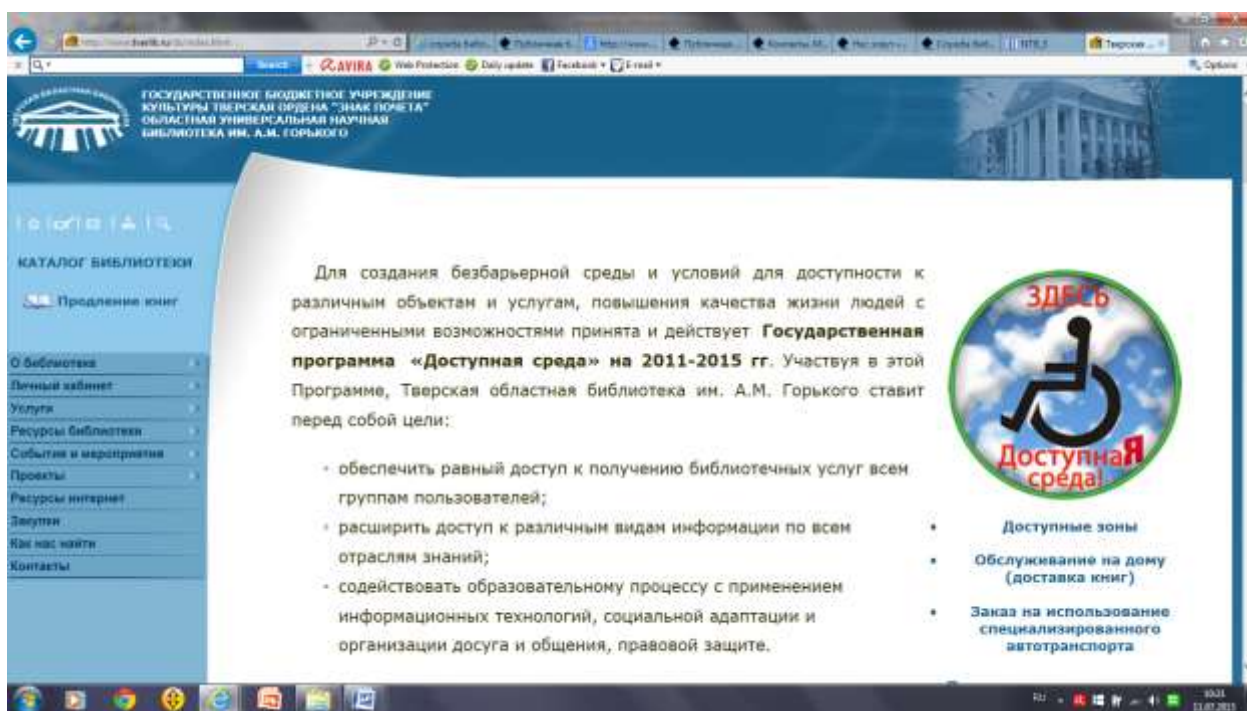 AVIRA Web Protection Daily update Facebook E-mail
Options
ГОСУДАРСТВЕННОЕ БЮДЖЕТНОЕ УЧРЕЖДЕНИЕ
КУЛЬТУРЫ ТВЕРСКАЯ ОРДЕНА "ЗНАК ПОЧЕТА"
ОБЛАСТНАЯ УНИВЕРСАЛЬНАЯ НАУЧНАЯ
БИБЛИОТЕКА ИМ. А.М. ГОРЬКОГО
КАТАЛОГ БИБЛИОТЕКИ
Продление книг
О библиотеке
Личный кабинет
Услуги
Ресурсы библиотеки
События и мероприятия
Проекты
Ресурсы интернет
Закупки
Как нас найти
Контакты
Для создания безбарьерной среды и условий для доступности к
различным объектам и услугам, повышения качества жизни людей с
ограниченными возможностями принята и действует Государственная
программа «Доступная среда» на 2011-2015 гг. Участвуя в этой
Программе, Тверская областная библиотека им. А.М. Горького ставит
перед собой цели:
- обеспечить равный доступ к получению библиотечных услуг всем
группам пользователей;
- расширить доступ к различным видам информации по всем
отраслям знаний;
- содействовать образовательному процессу с применением
информационных технологий, социальной адаптации и
организации досуга и общения, правовой защите.
ЗДЕСЬ
ДоступнаЯ
среда!
• Доступные зоны
• Обслуживание на дому
(доставка книг)
• Заказ на использование
специализированного
автотранспорта
RU
10:21
11.07.2015